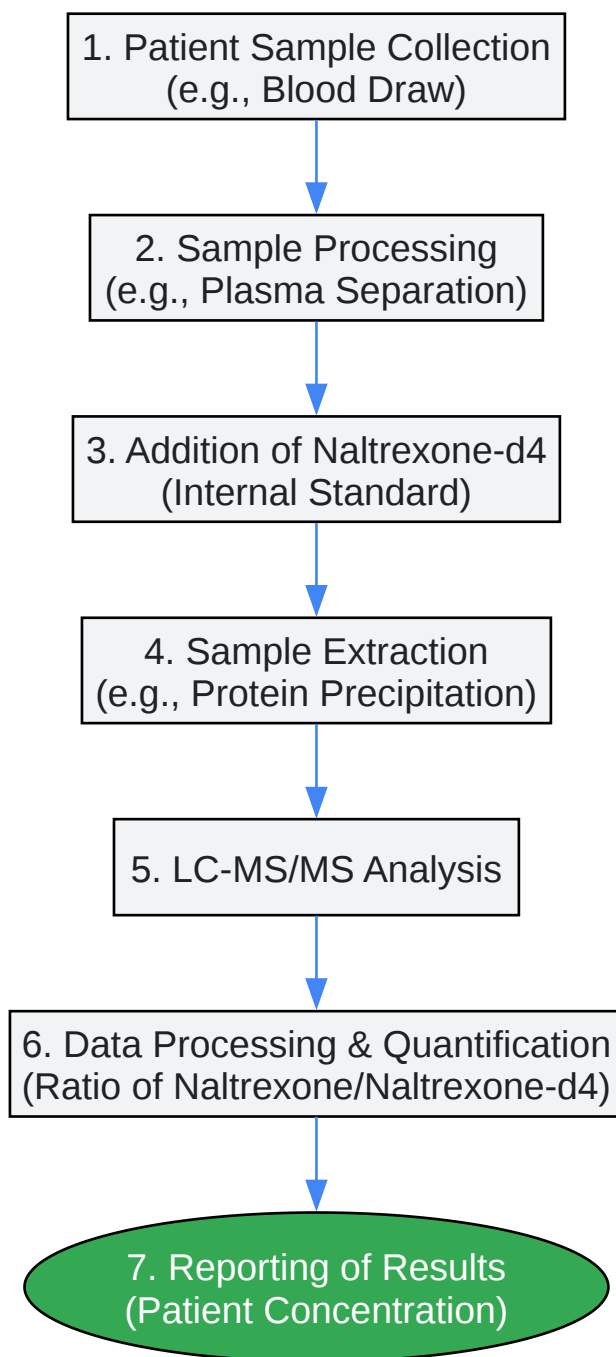 1. Patient Sample Collection
(e.g., Blood Draw)
2. Sample Processing
(e.g., Plasma Separation)
3. Addition of Naltrexone-d4
(Internal Standard)
4. Sample Extraction
(e.g., Protein Precipitation)
5. LC-MS/MS Analysis
6. Data Processing & Quantification
(Ratio of Naltrexone/Naltrexone-d4)
7. Reporting of Results
(Patient Concentration)